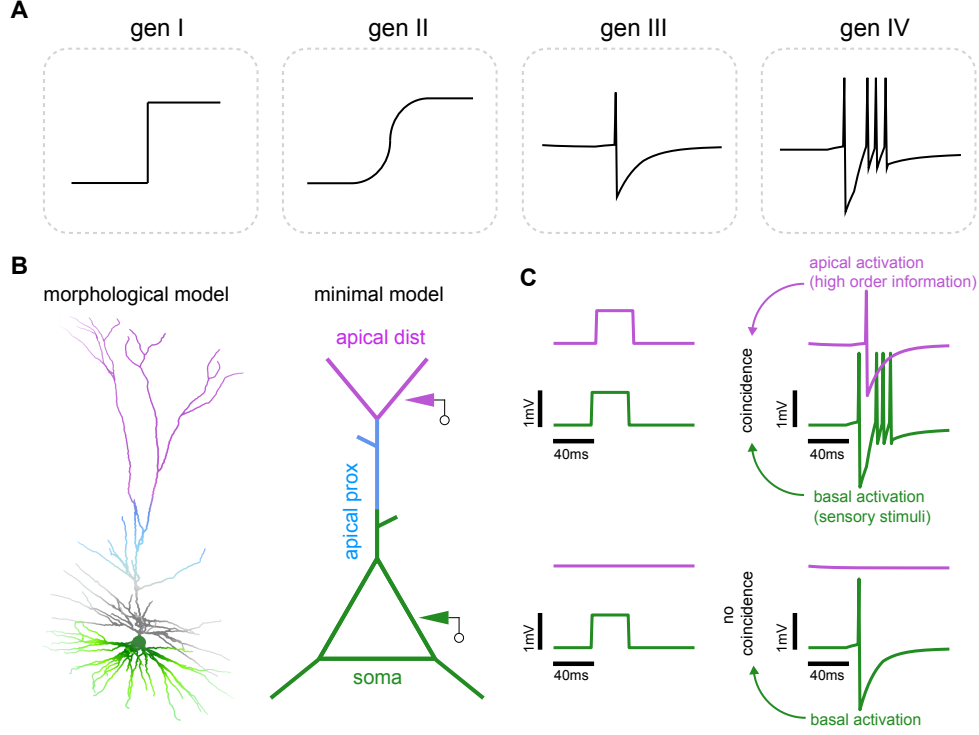 A
gen I
gen II
gen III
gen IV
B
morphological model
minimal model
apical dist
apical prox
soma
C
apical activation
(high order information)
1mV
40ms
coincidence
1mV
40ms
basal activation
(sensory stimuli)
1mV
40ms
no
coincidence
1mV
40ms
basal activation